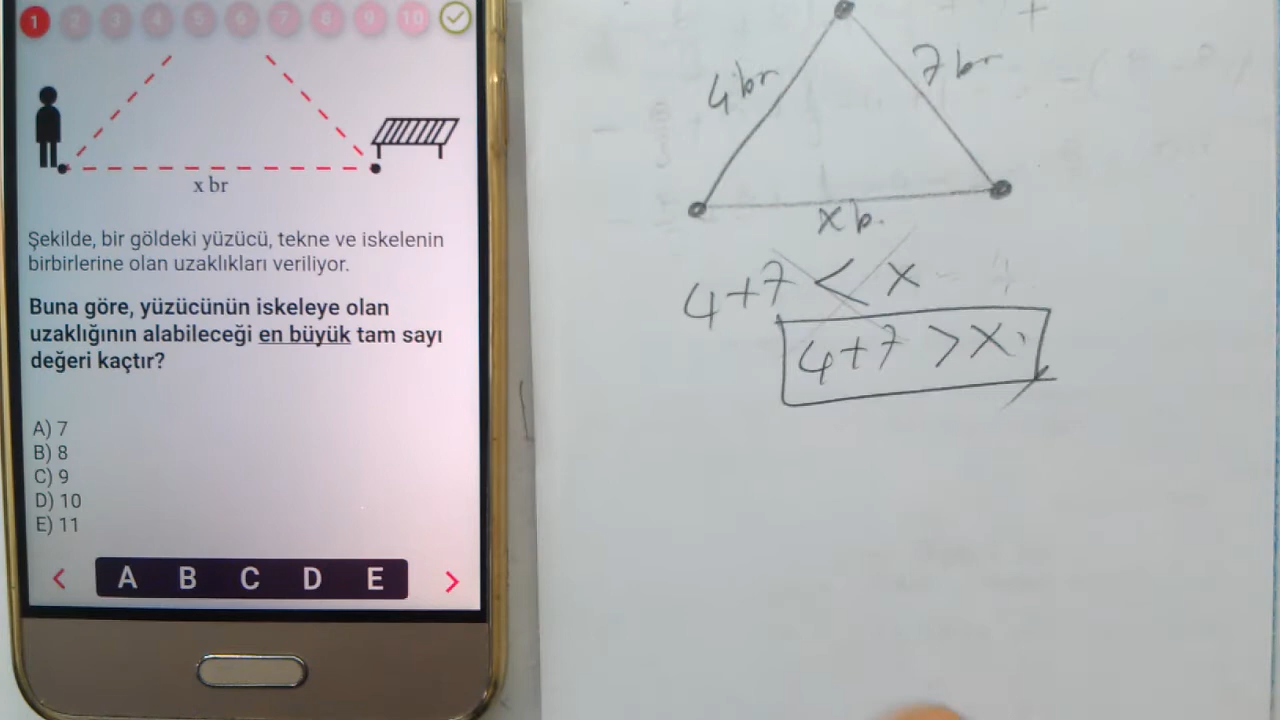 1 2 3 4 5 6 7 8 9 10
x br
Şekilde, bir göldeki yüzücü, tekne ve iskelenin
birbirlerine olan uzaklıkları veriliyor.
Buna göre, yüzücünün iskeleye olan
uzaklığının alabileceği en büyük tam sayı
değeri kaçtır?
A) 7
B) 8
C) 9
D) 10
E) 11
< A B C D E >
+
4br
7br
x b.
4+7 < x
4+7 > x